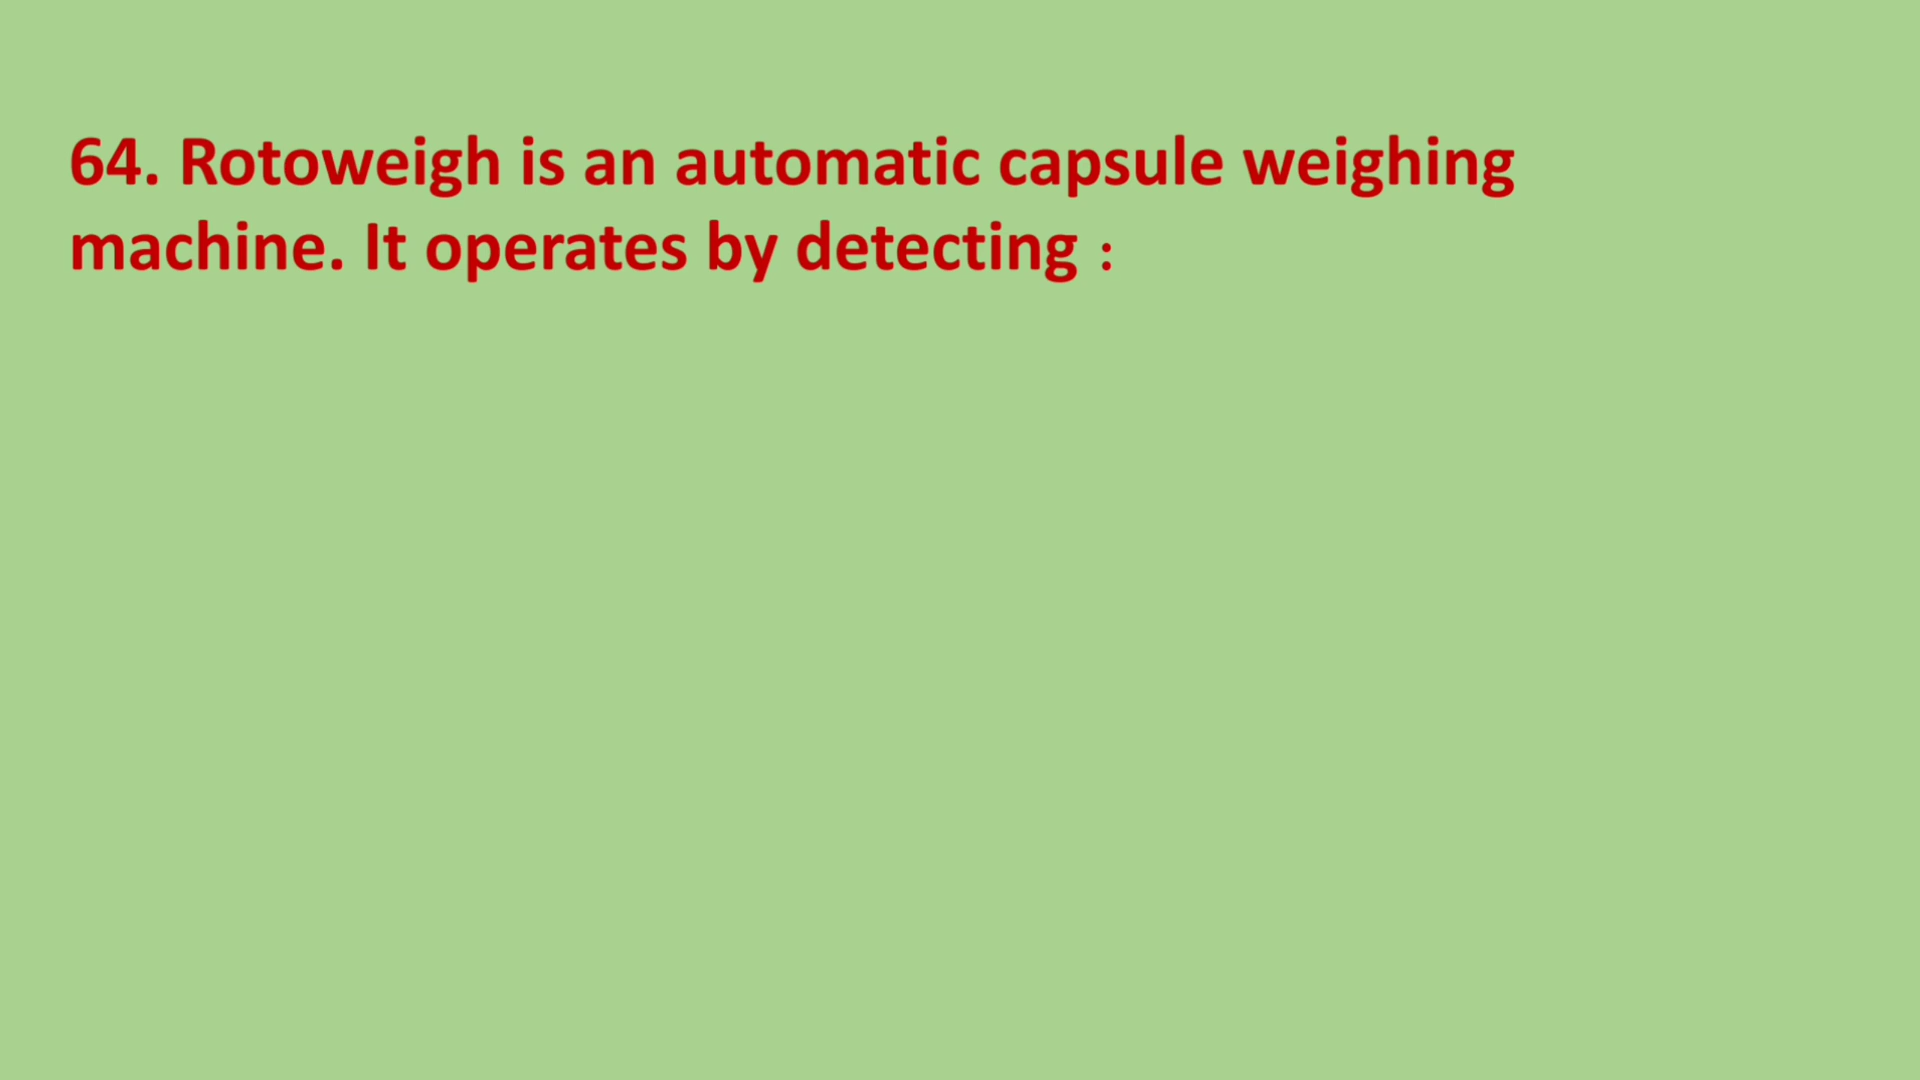 64. Rotoweigh is an automatic capsule weighing
machine. It operates by detecting :